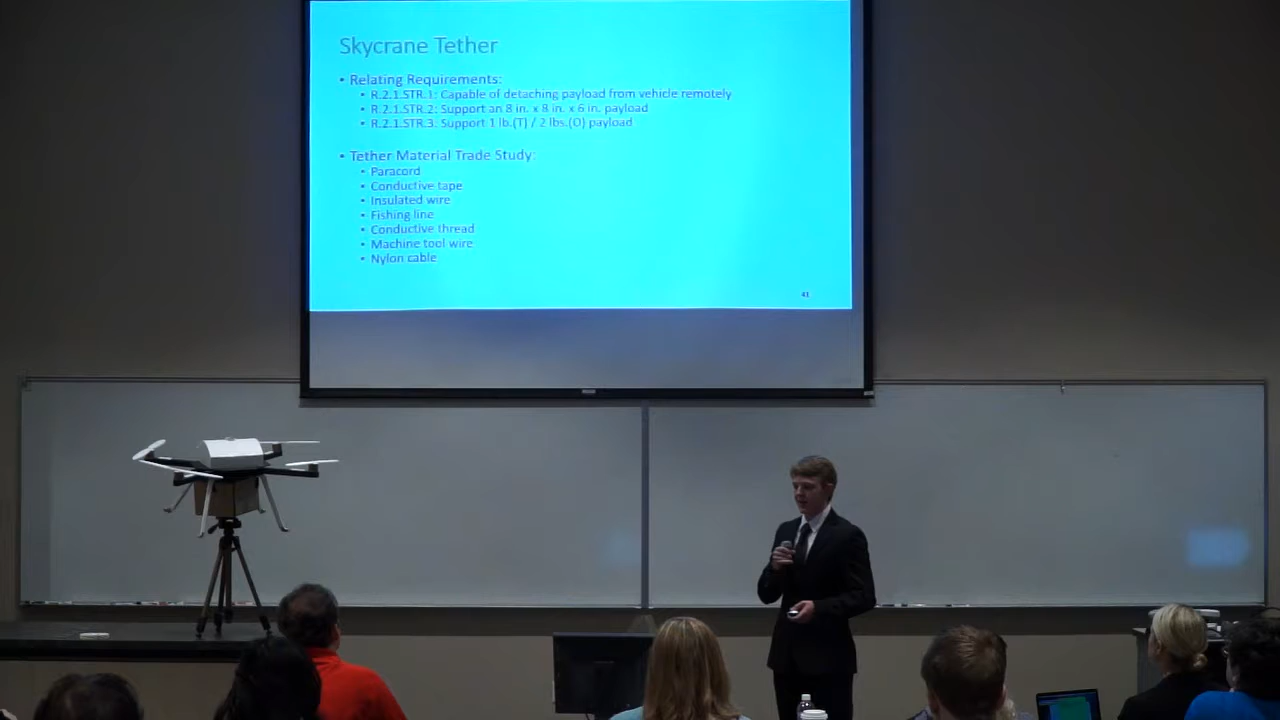 Skycrane Tether
• Relating Requirements:
• R.2.1.STR.1: Capable of detaching payload from vehicle remotely
• R.2.1.STR.2: Support an 8 in. x 8 in. x 6 in. payload
• R.2.1.STR.3: Support 1 lb.(T) / 2 lbs.(O) payload
• Tether Material Trade Study:
• Paracord
• Conductive tape
• Insulated wire
• Fishing line
• Conductive thread
• Machine tool wire
• Nylon cable
41